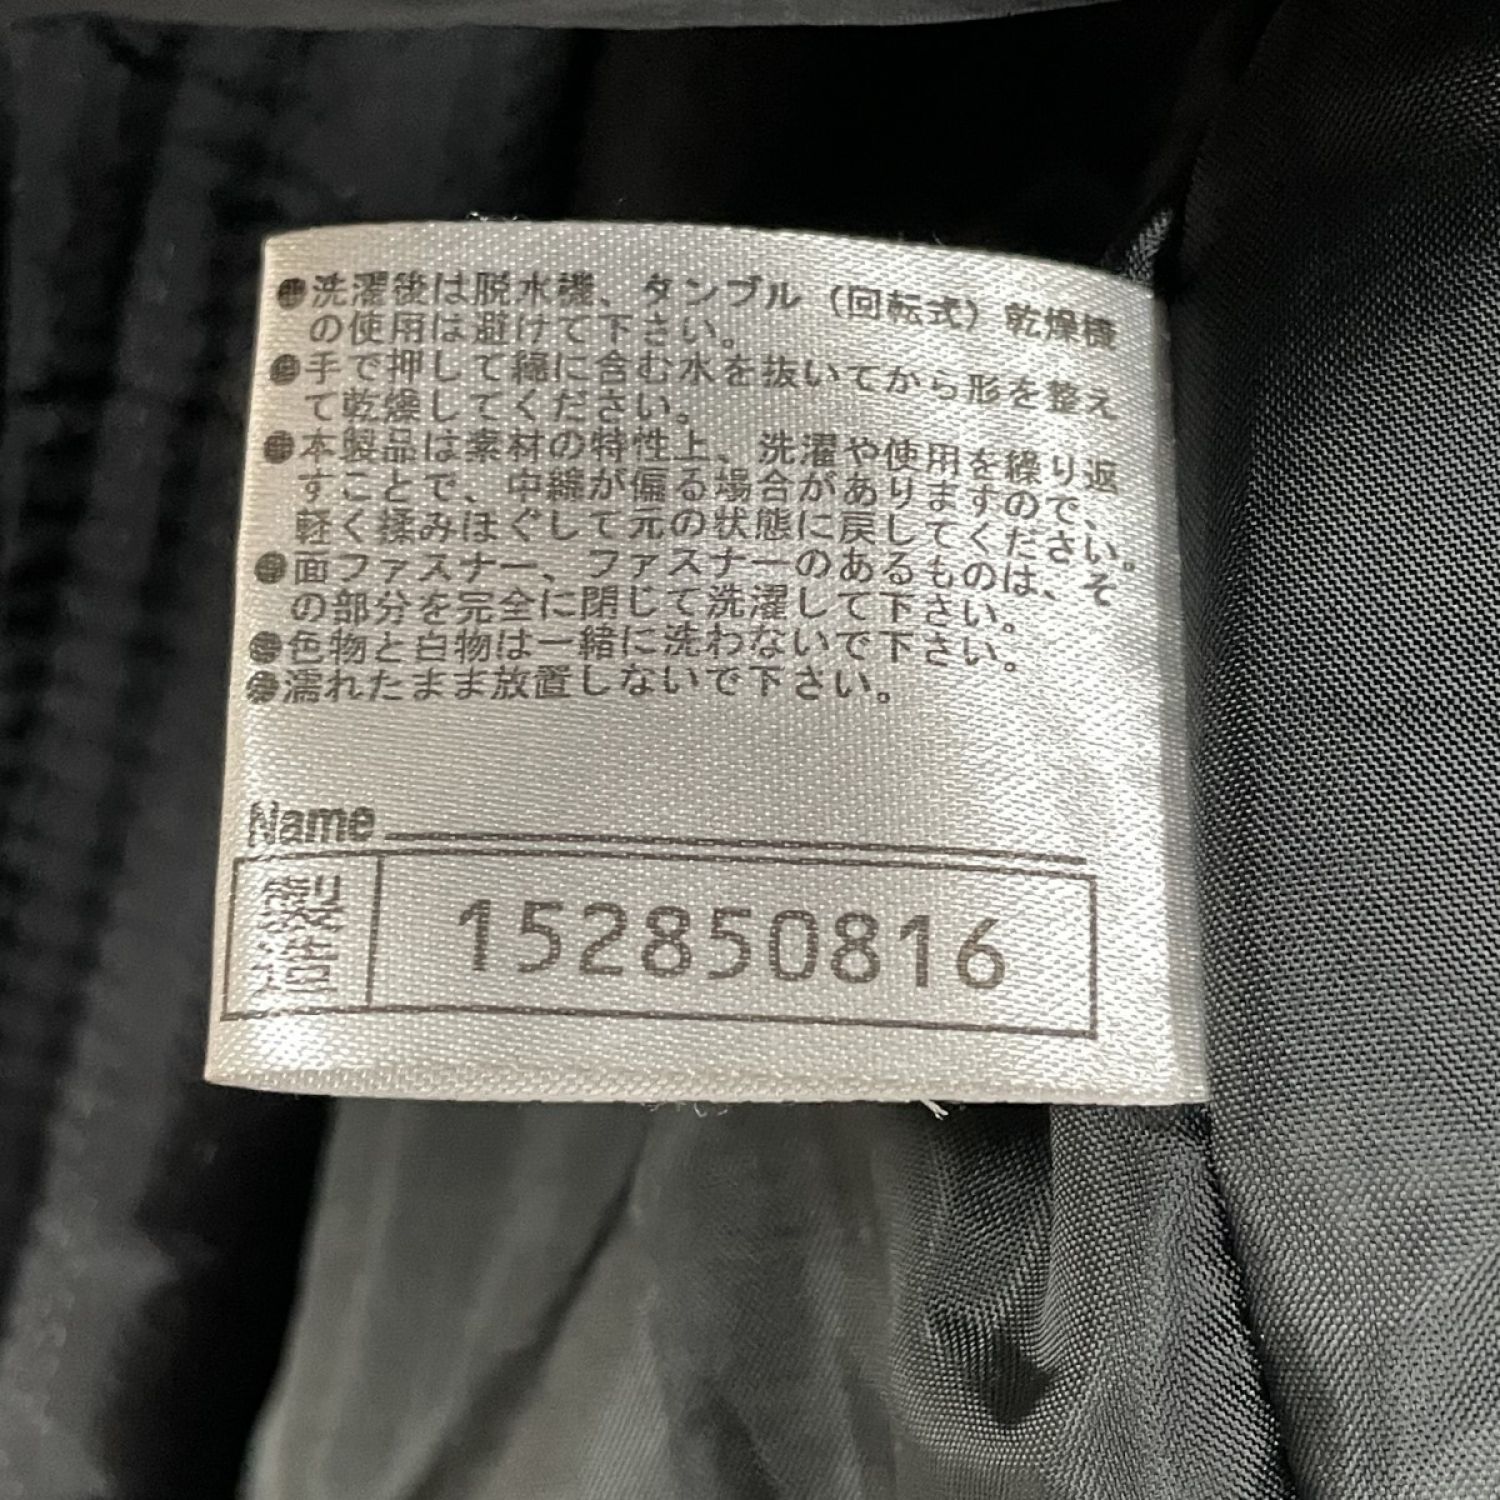 ●洗濯後は脱水機、タンブル（回転式）乾燥機
の使用は避けて下さい。
●手で押して綿に含む水を抜いてから形を整え
て乾燥してください。
●本製品は素材の特性上、洗濯や使用を繰り返
すことで、中綿が偏る場合がありますので、
軽く揉みほぐして元の状態に戻してください。
●面ファスナー、ファスナーのあるものは、そ
の部分を完全に閉じて洗濯して下さい。
●色物と白物は一緒に洗わないで下さい。
●濡れたまま放置しないで下さい。
Name
製造 152850816